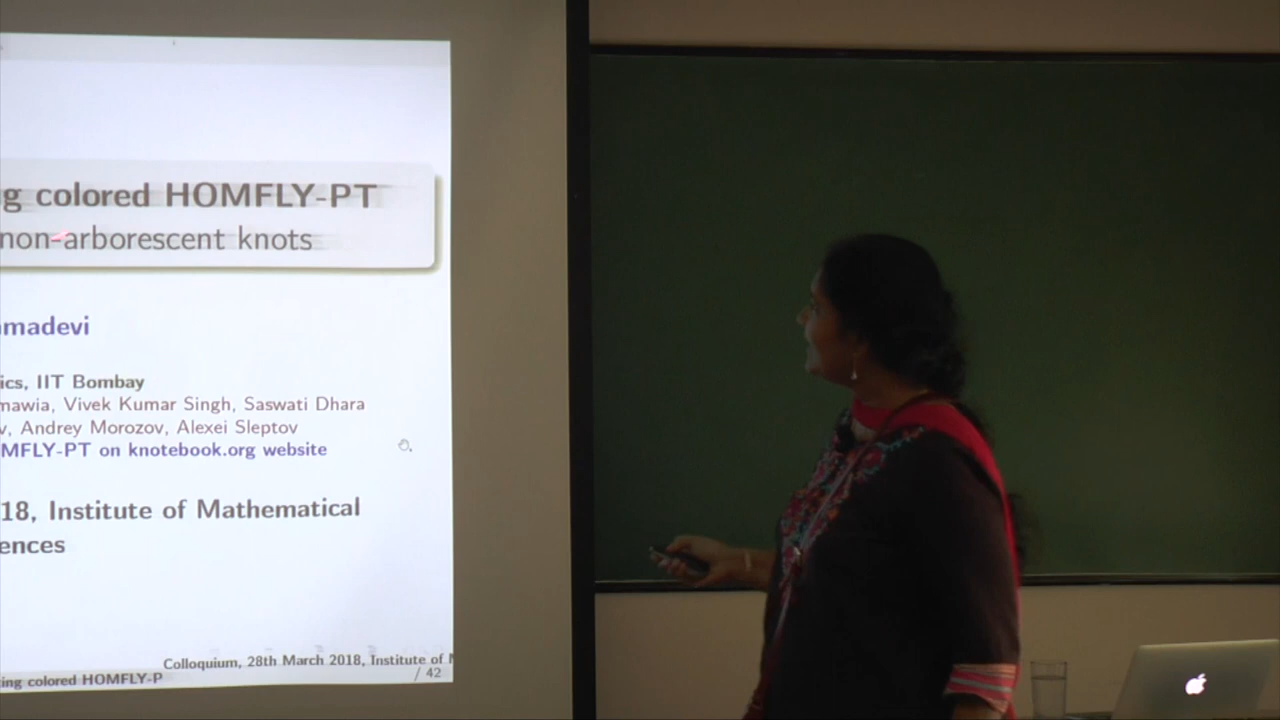 g colored HOMFLY-PT
non-arborescent knots
amadevi
ics, IIT Bombay
mawia, Vivek Kumar Singh, Saswati Dhara
v, Andrey Morozov, Alexei Sleptov
MFLY-PT on knotebook.org website
18, Institute of Mathematical
ences
Colloquium, 28th March 2018, Institute of M
/ 42
ting colored HOMFLY-P